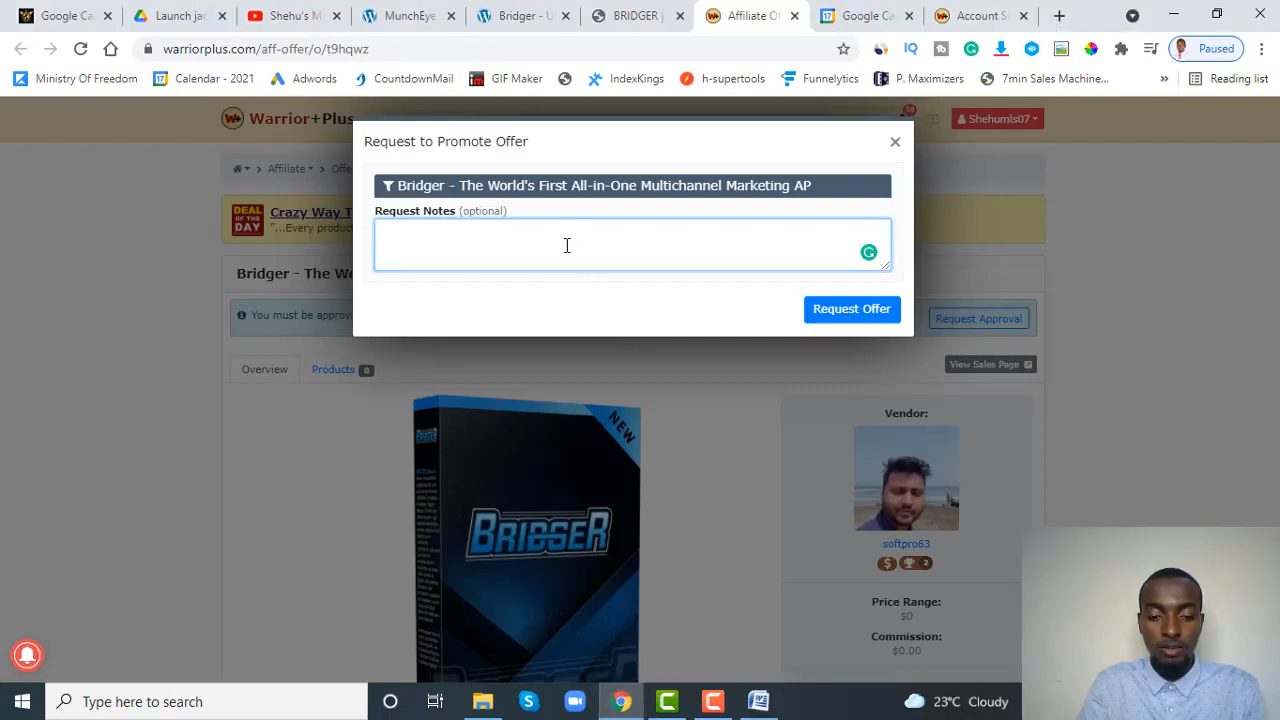 Google Ca
Launchjac
Shehu's M
MunchEye
Bridger - U
BRIDGER |
Affiliate Of
Google Ca
Account S
warriorplus.com/aff-offer/o/t9hqwz
Paused
Ministry Of Freedom
Calendar - 2021
Adwords
CountdownMail
GIF Maker
IndexKings
h-supertools
Funnelytics
P. Maximizers
7min Sales Machine...
Reading list
Warrior+Plus
Shehumls07
Request to Promote Offer
Affiliate
Offe
Bridger - The World's First All-in-One Multichannel Marketing AP
Request Notes (optional)
DEAL OF THE DAY
Crazy Way T
"...Every produc
Bridger - The Wo
You must be approv
Request Offer
Request Approval
Overview
Products 0
View Sales Page
NEW
BRIDGER
BRIDGER
Vendor:
softpro63
Price Range:
$0
Commission:
$0.00
Type here to search
23°C Cloudy